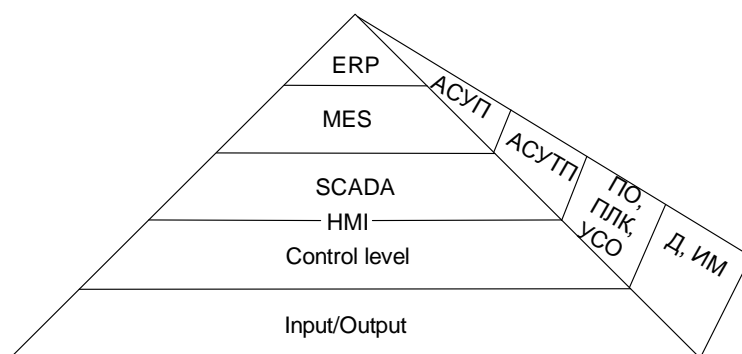 ERP
MES
SCADA
HMI
Control level
Input/Output
АСУП
АСУТП
ПО,
ПЛК,
УСО
Д, ИМ